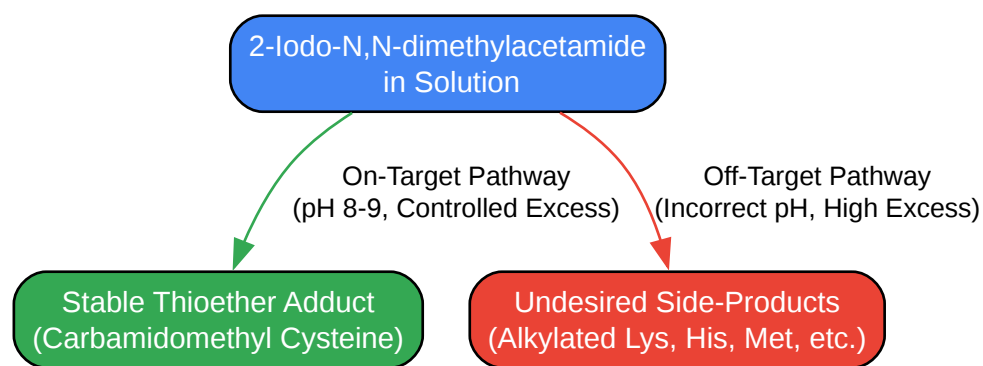 2-Iodo-N,N-dimethylacetamide
in Solution
On-Target Pathway
(pH 8-9, Controlled Excess)
Off-Target Pathway
(Incorrect pH, High Excess)
Stable Thioether Adduct
(Carbamidomethyl Cysteine)
Undesired Side-Products
(Alkylated Lys, His, Met, etc.)